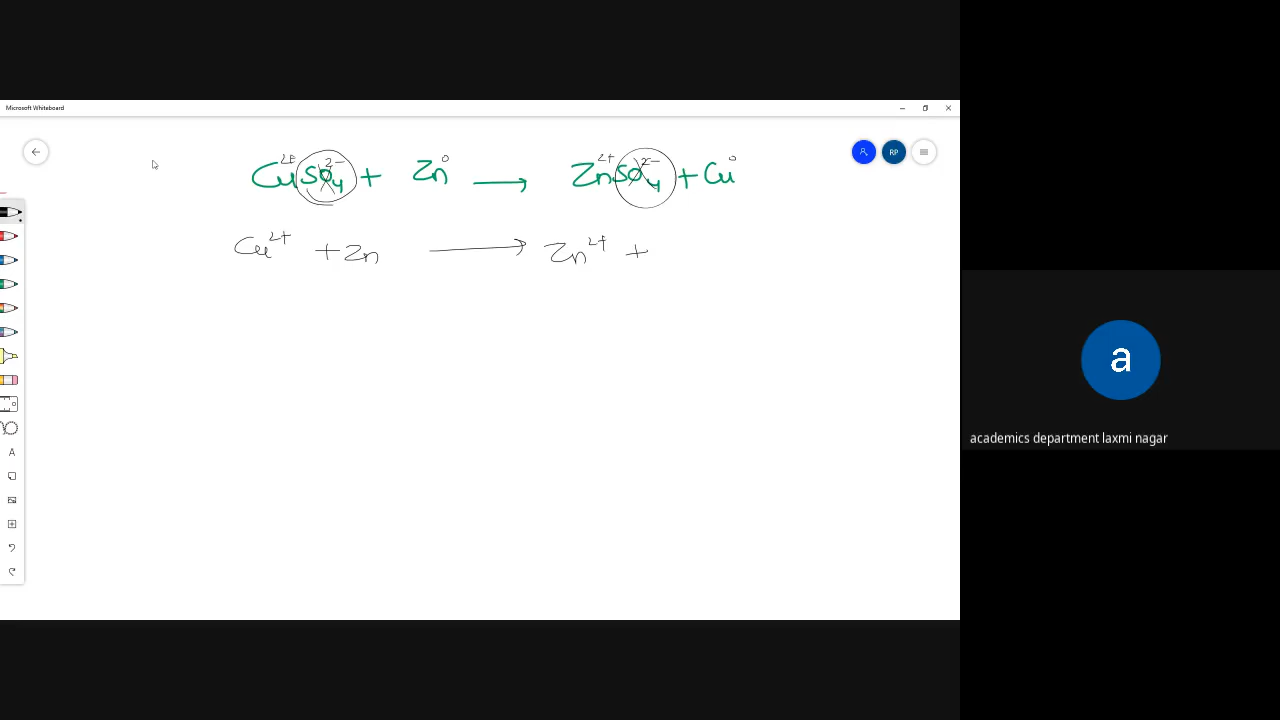 Microsoft Whiteboard
RP
Cu²⁺SO₄²⁻ + Zn⁰ → Zn²⁺SO₄²⁻ + Cu⁰
Cu²⁺ + Zn → Zn²⁺ +
A
a
academics department laxmi nagar